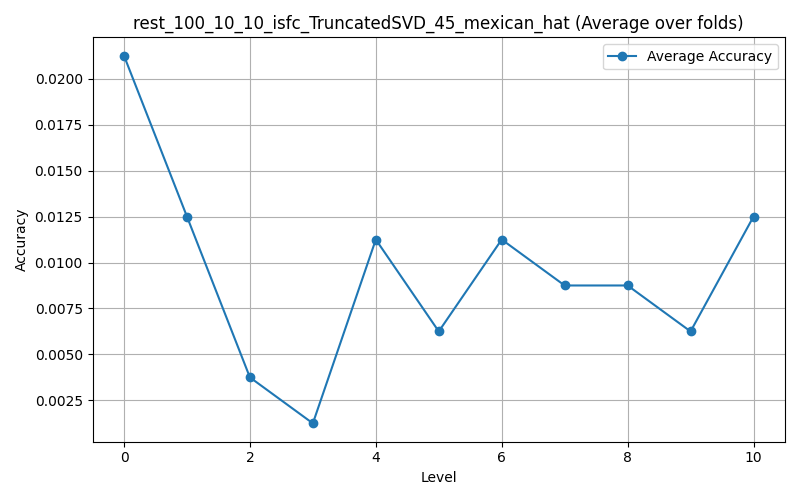 rest_100_10_10_isfc_TruncatedSVD_45_mexican_hat (Average over folds)
Average Accuracy
0.0200
0.0175
0.0150
0.0125
0.0100
0.0075
0.0050
0.0025
Accuracy
0 2 4 6 8 10
Level